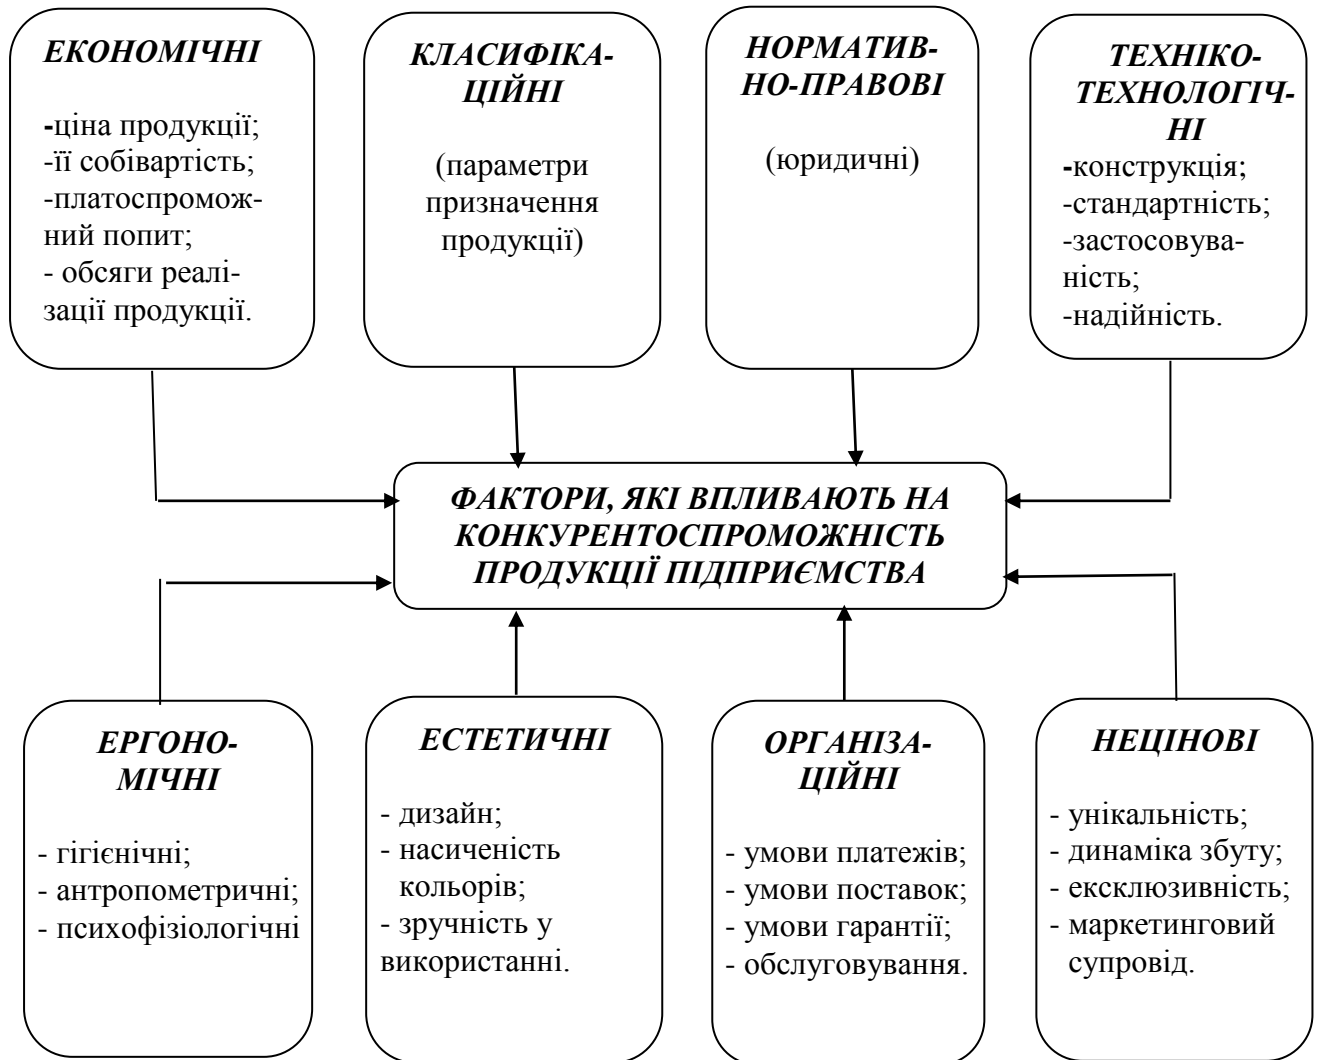 ЕКОНОМІЧНІ
-ціна продукції;
-її собівартість;
-платоспромож-
ний попит;
- обсяги реалі-
зації продукції.
КЛАСИФІКА-
ЦІЙНІ
(параметри
призначення
продукції)
НОРМАТИВ-
НО-ПРАВОВІ
(юридичні)
ТЕХНІКО-
ТЕХНОЛОГІЧ-
НІ
-конструкція;
-стандартність;
-застосовува-
ність;
-надійність.
ФАКТОРИ, ЯКІ ВПЛИВАЮТЬ НА
КОНКУРЕНТОСПРОМОЖНІСТЬ
ПРОДУКЦІЇ ПІДПРИЄМСТВА
ЕРГОНО-
МІЧНІ
- гігієнічні;
- антропометричні;
- психофізіологічні
ЕСТЕТИЧНІ
- дизайн;
- насиченість
кольорів;
- зручність у
використанні.
ОРГАНІЗА-
ЦІЙНІ
- умови платежів;
- умови поставок;
- умови гарантії;
- обслуговування.
НЕЦІНОВІ
- унікальність;
- динаміка збуту;
- ексклюзивність;
- маркетинговий
супровід.